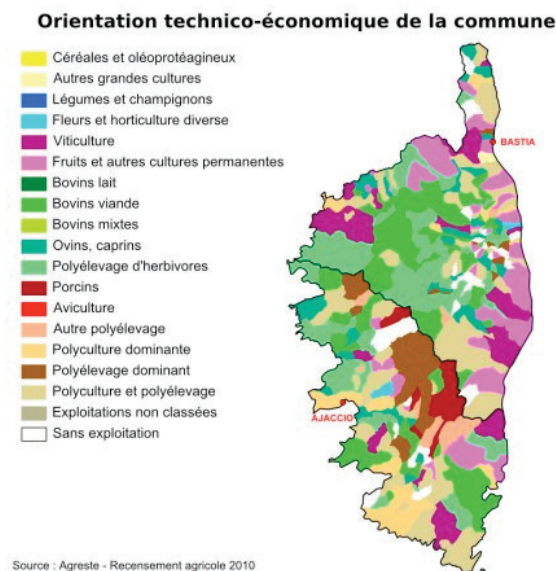 Orientation technico-économique de la commune
Céréales et oléoprotéagineux
Autres grandes cultures
Légumes et champignons
Fleurs et horticulture diverse
Viticulture
Fruits et autres cultures permanentes
Bovins lait
Bovins viande
Bovins mixtes
Ovins, caprins
Polyélevage d'herbivores
Porcins
Aviculture
Autre polyélevage
Polyculture dominante
Polyélevage dominant
Polyculture et polyélevage
Exploitations non classées
Sans exploitation
BASTIA
AJACCIO
Source : Agreste - Recensement agricole 2010